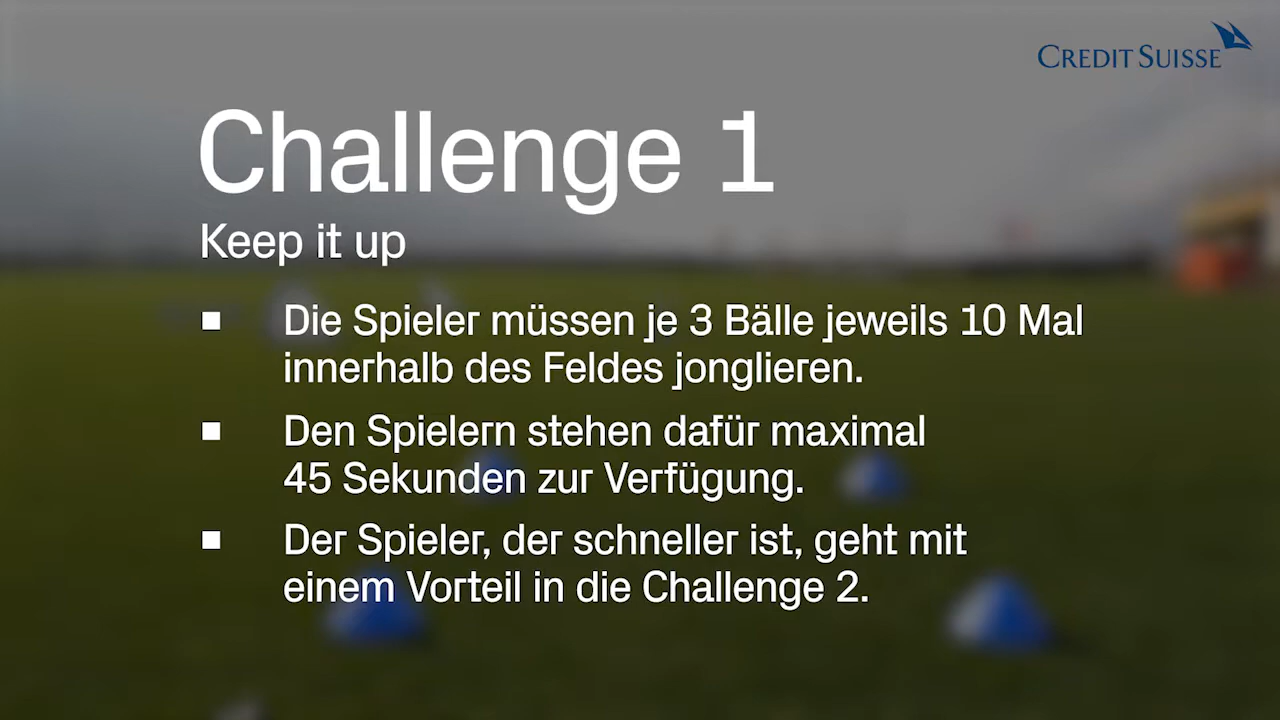 CREDIT SUISSE
Challenge 1
Keep it up
■ Die Spieler müssen je 3 Bälle jeweils 10 Mal
innerhalb des Feldes jonglieren.
■ Den Spielern stehen dafür maximal
45 Sekunden zur Verfügung.
■ Der Spieler, der schneller ist, geht mit
einem Vorteil in die Challenge 2.